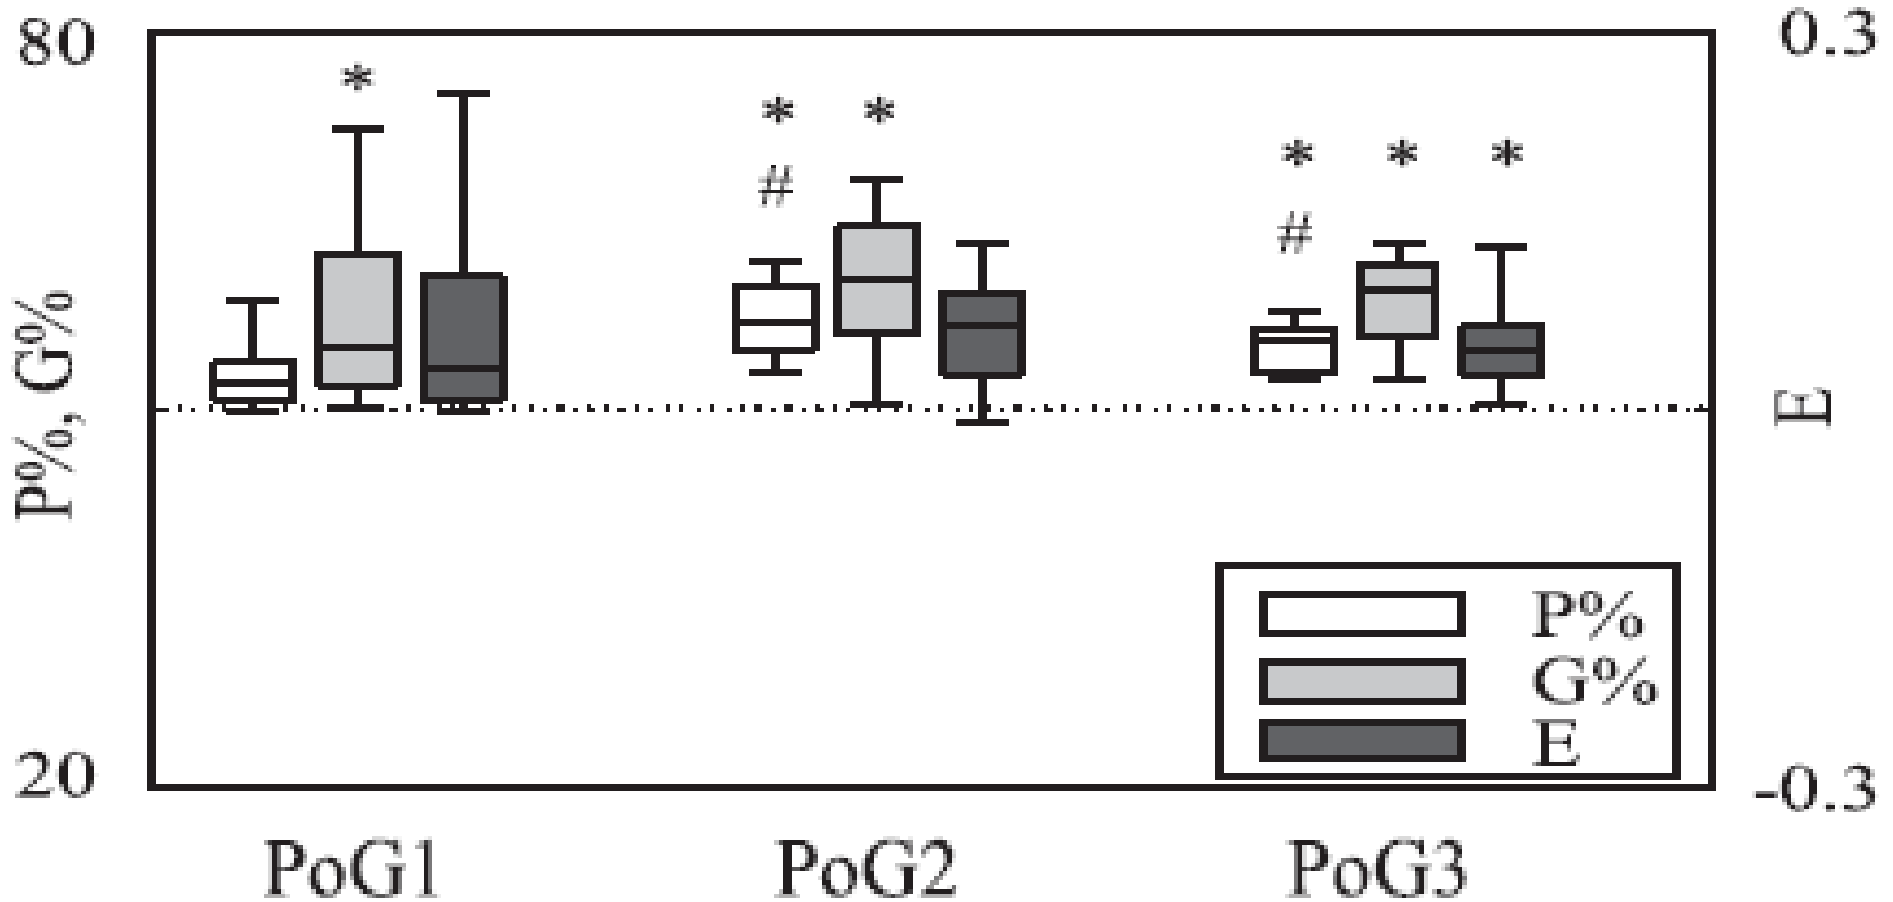 80
0.3
*
* *
#
* * *
#
P%, G%
E
P%
G%
E
20
-0.3
PoG1 PoG2 PoG3